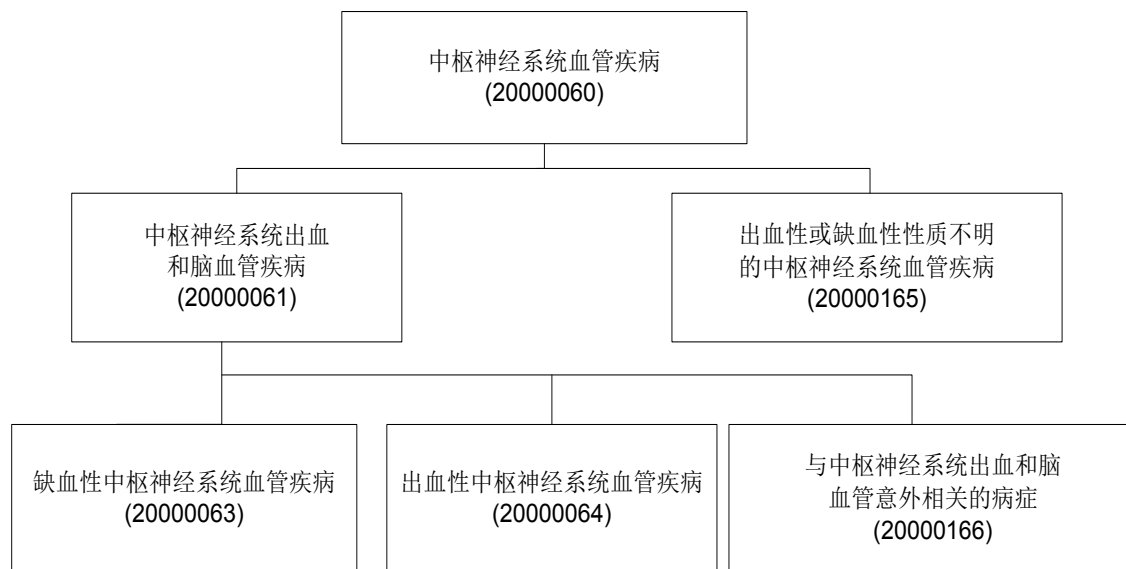 中枢神经系统血管疾病
(20000060)
中枢神经系统出血
和脑血管疾病
(20000061)
出血性或缺血性性质不明
的中枢神经系统血管疾病
(20000165)
缺血性中枢神经系统血管疾病
(20000063)
出血性中枢神经系统血管疾病
(20000064)
与中枢神经系统出血和脑
血管意外相关的病症
(20000166)